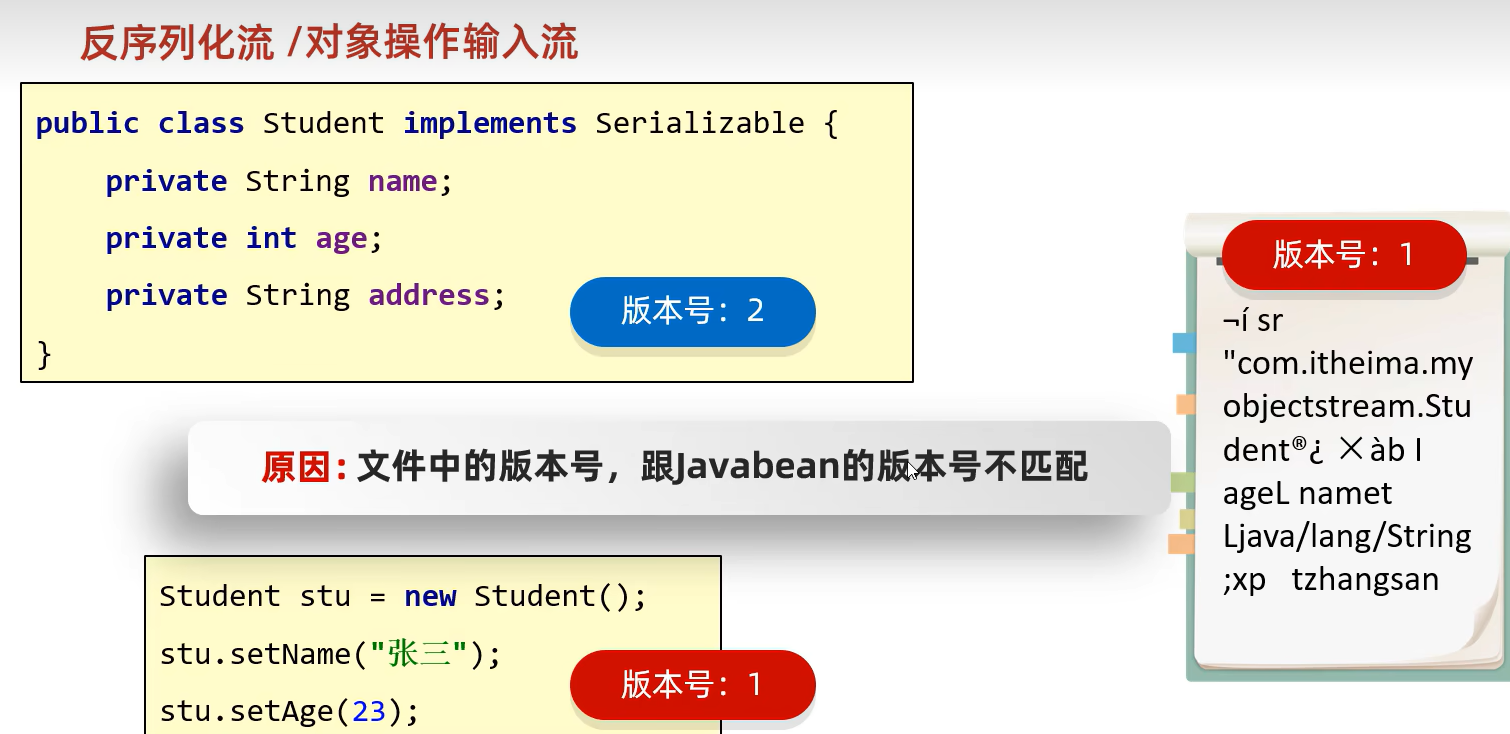 反序列化流 /对象操作输入流
public class Student implements Serializable {
private String name;
private int age;
private String address;
版本号：2
}
原因：文件中的版本号，跟Javabean的版本号不匹配
Student stu = new Student();
stu.setName("张三");
版本号：1
stu.setAge(23);
版本号：1
¬í sr
"com.itheima.my
objectstream.Stu
dent®¿ ×àb I
ageL namet
Ljava/lang/String
;xp tzhangsan